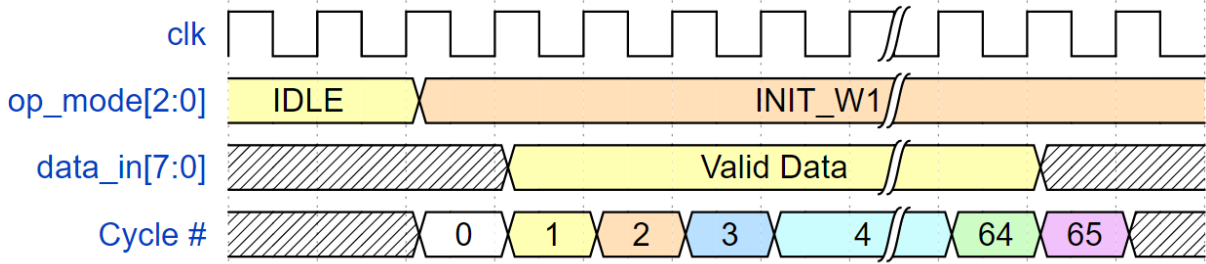 clk
op_mode[2:0] IDLE INIT_W1
data_in[7:0] Valid Data
Cycle # 0 1 2 3 4 64 65